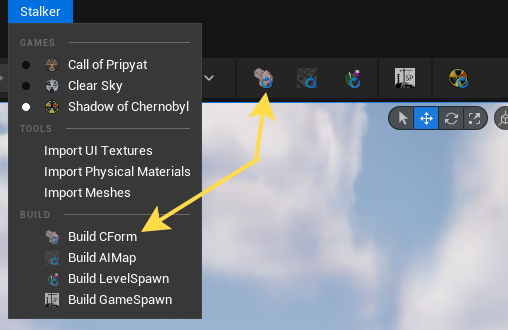 Stalker
GAMES
Call of Pripyat
Clear Sky
Shadow of Chernobyl
TOOLS
Import UI Textures
Import Physical Materials
Import Meshes
BUILD
Build CForm
Build AIMap
Build LevelSpawn
Build GameSpawn
SP